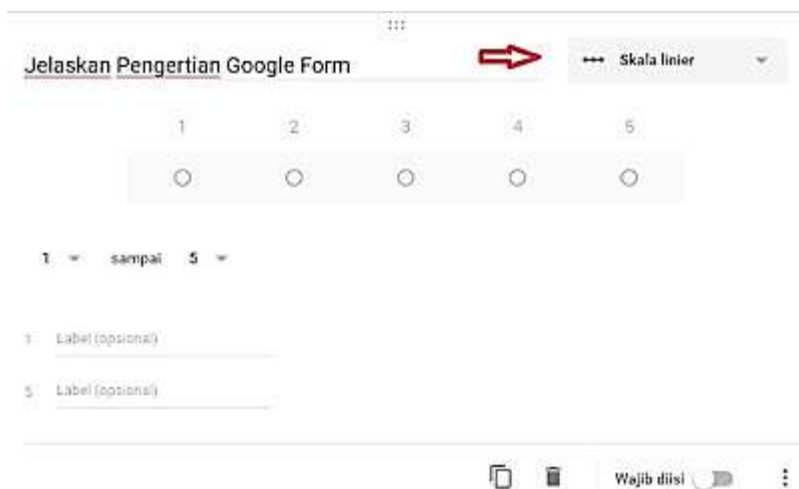 Jelaskan Pengertian Google Form
Skala linier
1 2 3 4 5
1 sampai 5
1 Label (opsional)
5 Label (opsional)
Wajib diisi